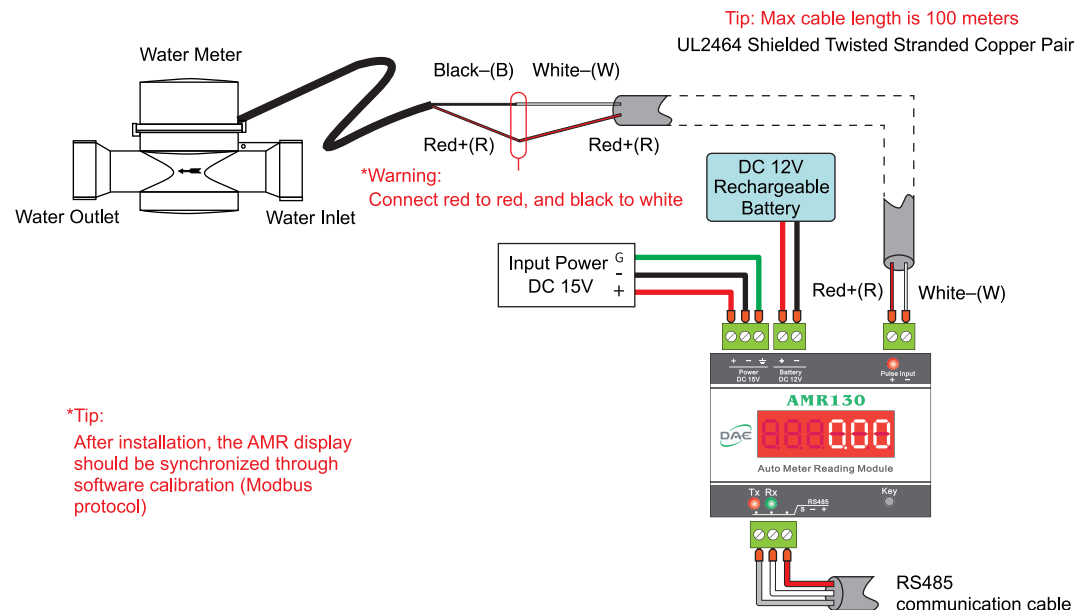 Tip: Max cable length is 100 meters
UL2464 Shielded Twisted Stranded Copper Pair
Water Meter
Black–(B)
White–(W)
Red+(R)
Red+(R)
*Warning:
Connect red to red, and black to white
Water Outlet
Water Inlet
DC 12V
Rechargeable
Battery
Input Power
DC 15V
G
-
+
Red+(R)
White–(W)
+ - ⏚
Power
DC 15V
+ -
Battery
DC 12V
Pulse Input
+ -
AMR130
DAE
0.00
Auto Meter Reading Module
Tx Rx
RS485
S - +
Key
*Tip:
After installation, the AMR display
should be synchronized through
software calibration (Modbus
protocol)
RS485
communication cable